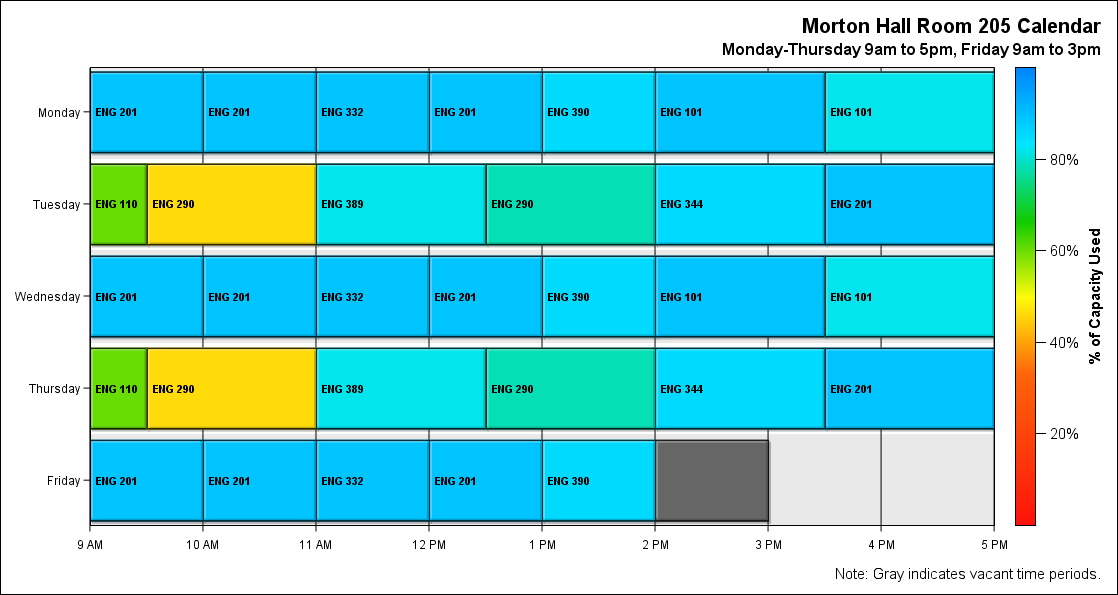 Morton Hall Room 205 Calendar
Monday-Thursday 9am to 5pm, Friday 9am to 3pm
Monday ENG 201 ENG 201 ENG 332 ENG 201 ENG 390 ENG 101 ENG 101
Tuesday ENG 110 ENG 290 ENG 389 ENG 290 ENG 344 ENG 201
Wednesday ENG 201 ENG 201 ENG 332 ENG 201 ENG 390 ENG 101 ENG 101
Thursday ENG 110 ENG 290 ENG 389 ENG 290 ENG 344 ENG 201
Friday ENG 201 ENG 201 ENG 332 ENG 201 ENG 390
9 AM 10 AM 11 AM 12 PM 1 PM 2 PM 3 PM 4 PM 5 PM
80%
60%
40%
20%
% of Capacity Used
Note: Gray indicates vacant time periods.